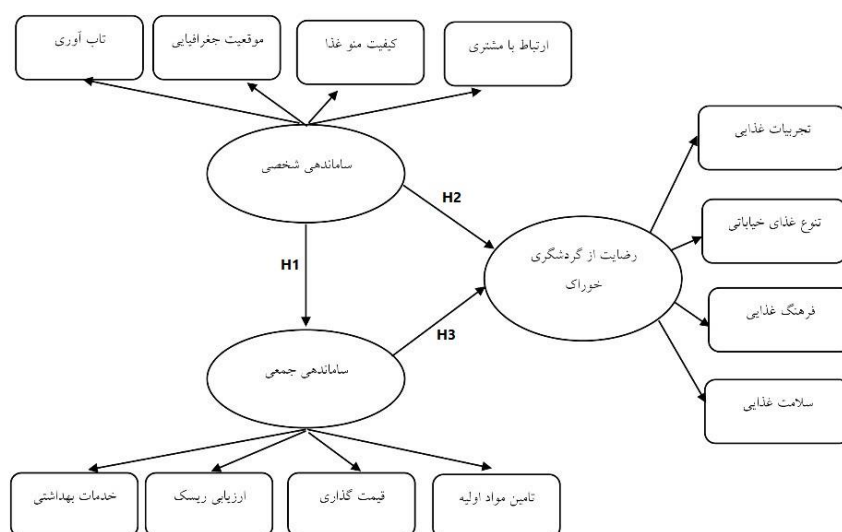 ارتباط با مشتری
کیفیت منو غذا
موقعیت جغرافیایی
تاب آوری
ساماندهی شخصی
تجربیات غذایی
H2
تنوع غذای خیاباتی
رضایت از گردشگری
خوراک
H1
فرهنگ غذایی
H3
ساماندهی جمعی
سلامت غذایی
تامین مواد اولیه
قیمت گذاری
ارزیابی ریسک
خدمات بهداشتی